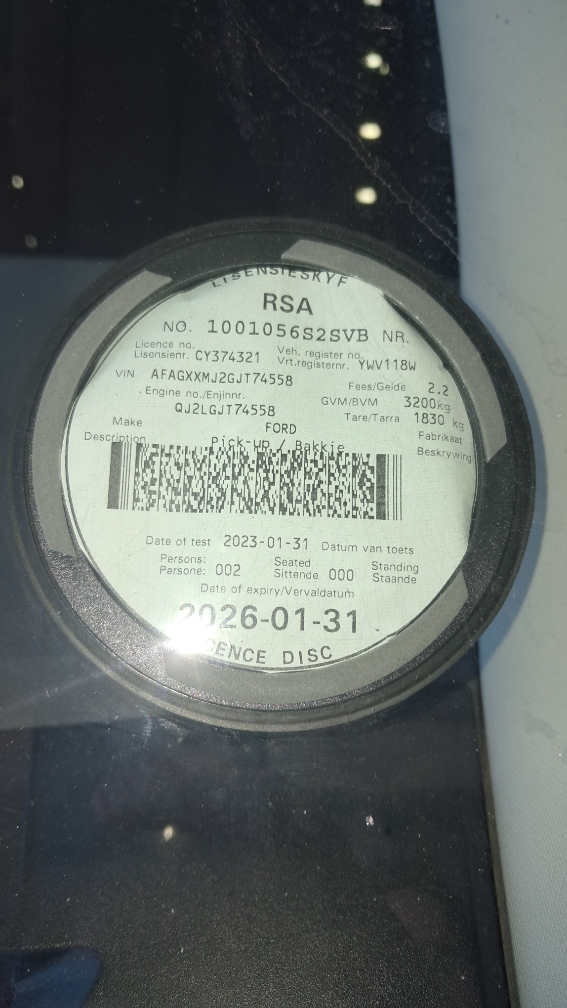 LISENSIESKYF
RSA
NO. 1001056S2SVB NR.
Licence no. Lisensienr. CY374321 Veh. register no. Vrt.registernr. YWV118W
VIN AFAGXXMJ2GJT74558 Fees/Gelde 2.2
Engine no./Enjinnr. GVM/BVM 3200kg
QJ2LGJT74558 Tare/Tarra 1830 kg
Make FORD Fabrikaat
Description Pick-up / Bakkie Beskrywing
Date of test 2023-01-31 Datum van toets
Persons: Seated Standing
Persone: 002 Sittende 000 Staande
Date of expiry/Vervaldatum
2026-01-31
CENCE DISC